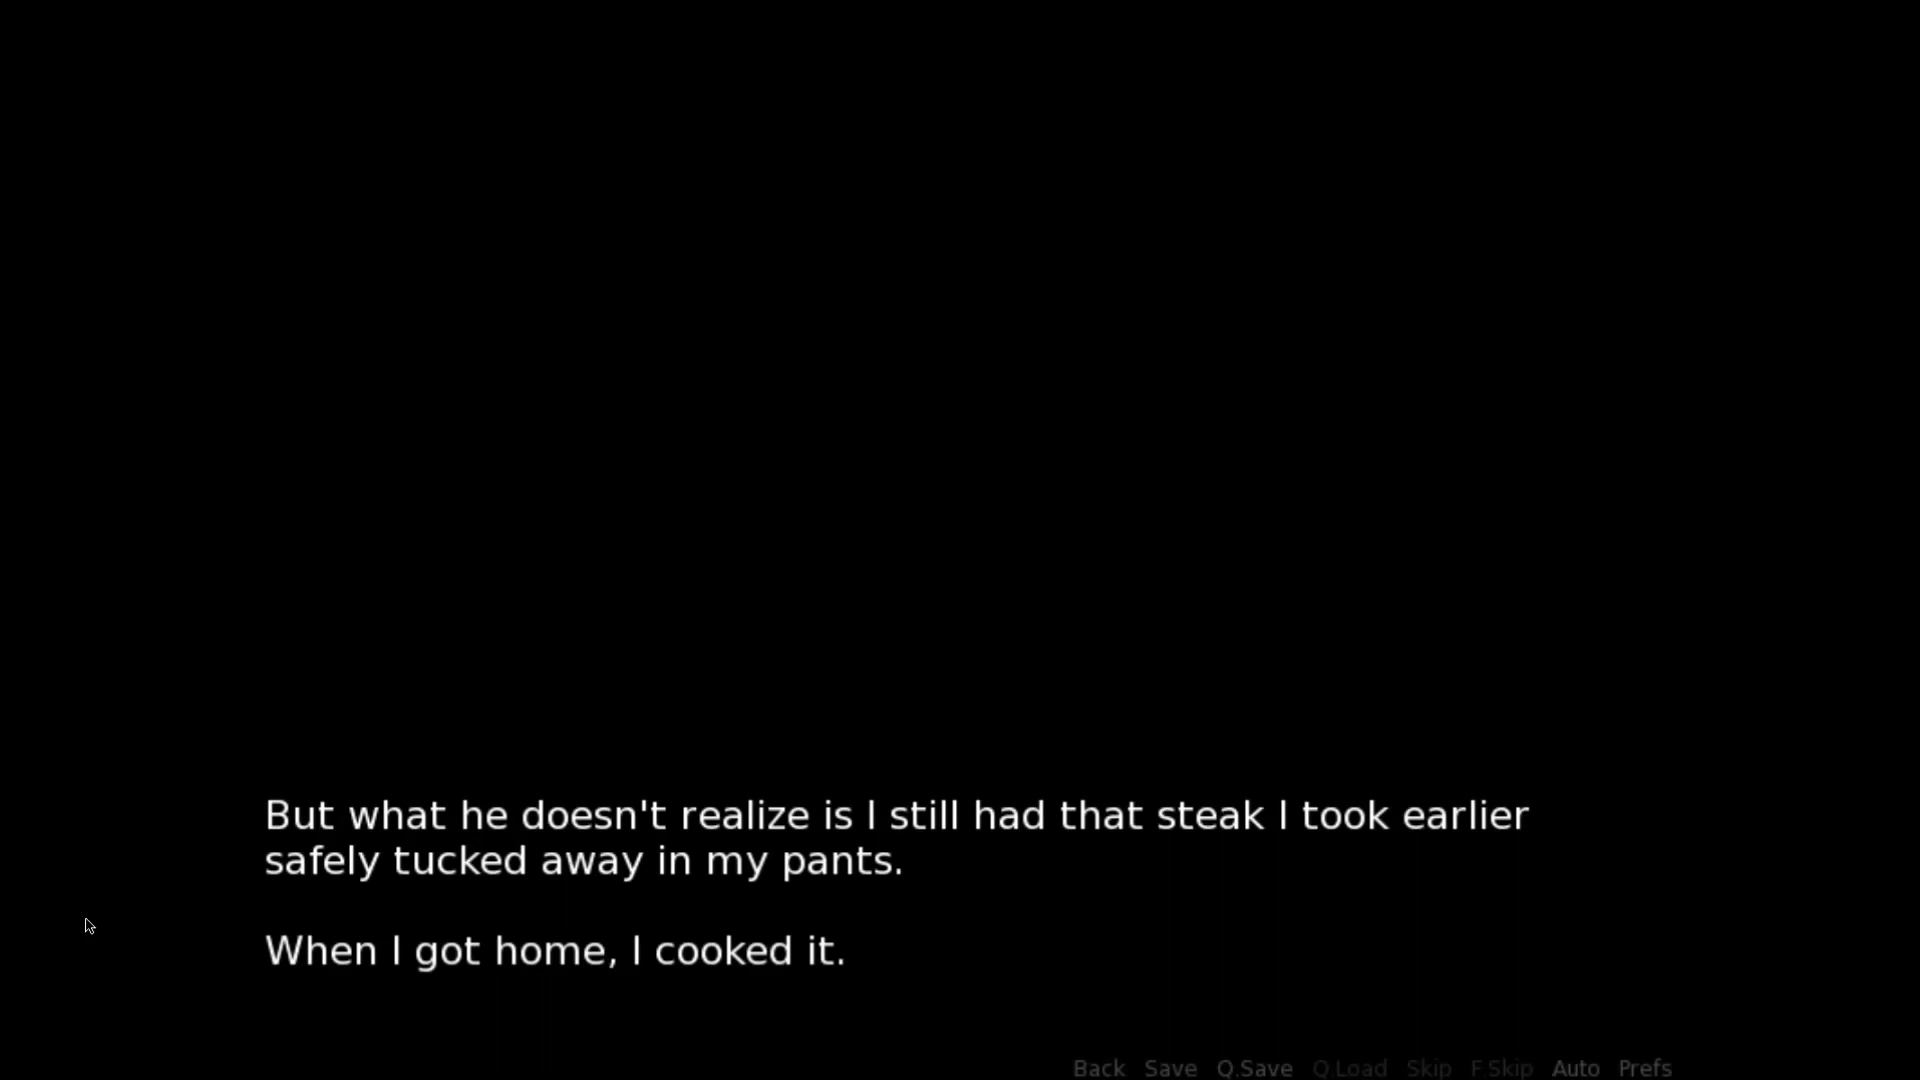 But what he doesn't realize is I still had that steak I took earlier
safely tucked away in my pants.
When I got home, I cooked it.
Back Save Q.Save Q.Load Skip F.Skip Auto Prefs